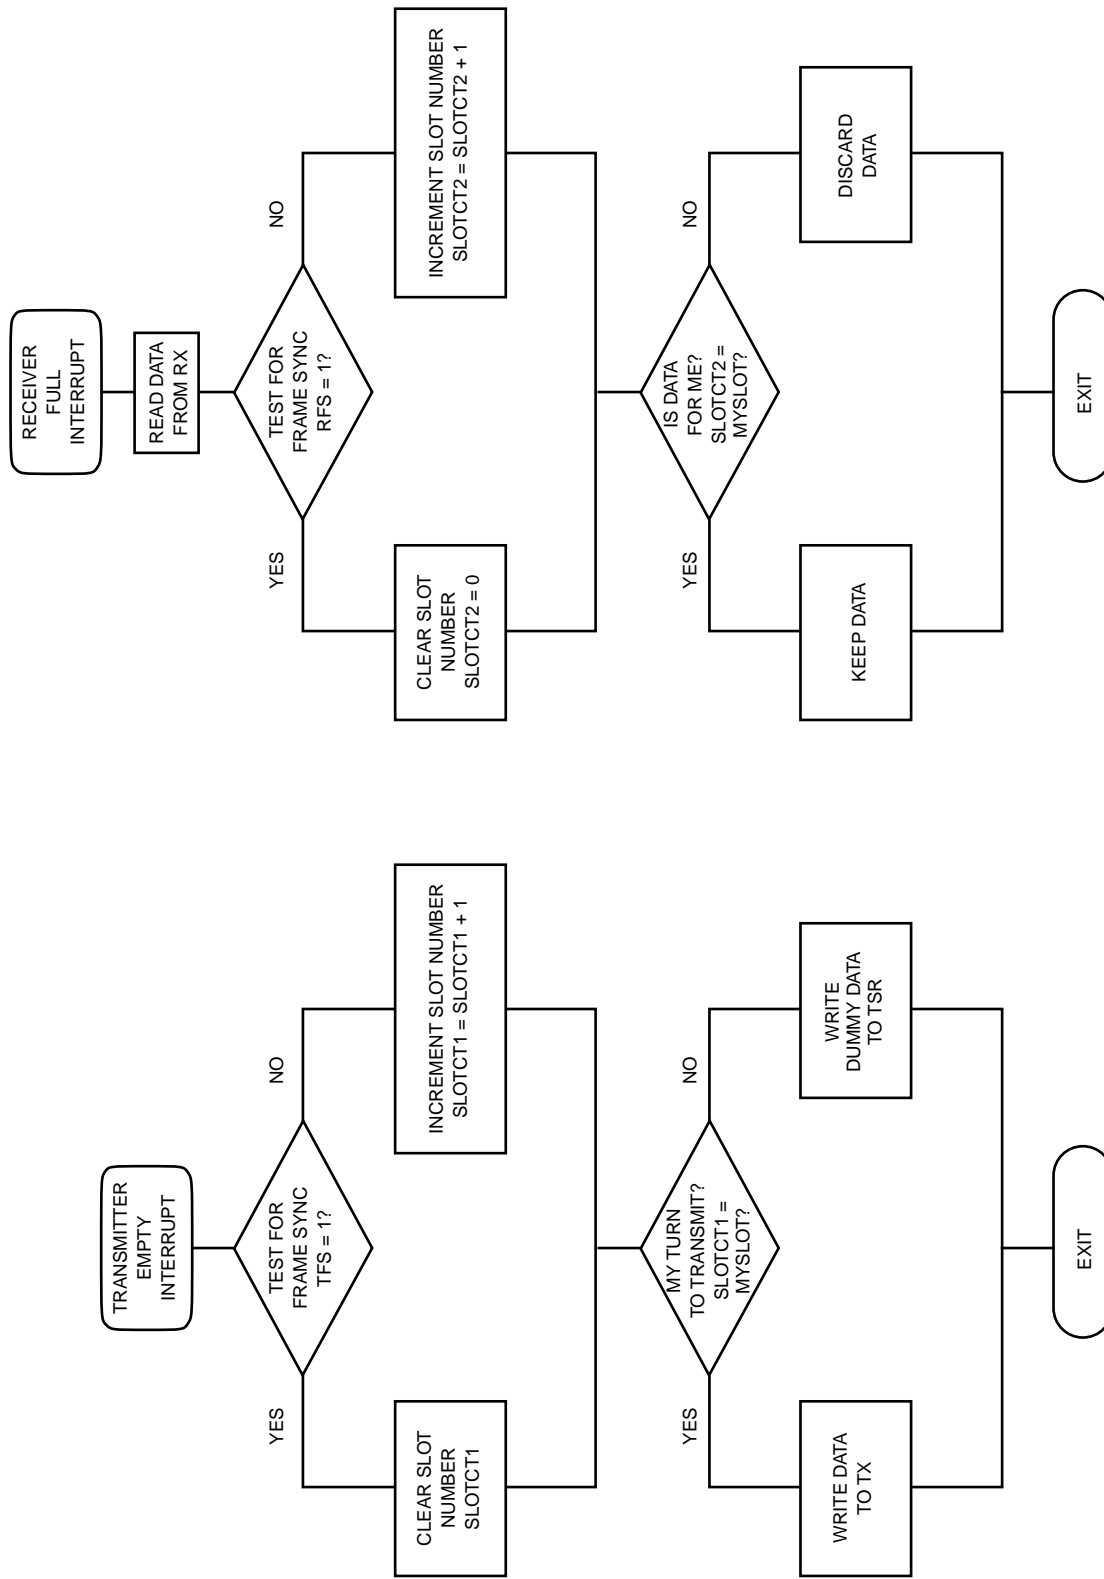 TRANSMITTER
EMPTY
INTERRUPT
TEST FOR
FRAME SYNC
TFS = 1?
YES
NO
CLEAR SLOT
NUMBER
SLOTCT1
INCREMENT SLOT NUMBER
SLOTCT1 = SLOTCT1 + 1
MY TURN
TO TRANSMIT?
SLOTCT1 =
MYSLOT?
YES
NO
WRITE DATA
TO TX
WRITE
DUMMY DATA
TO TSR
EXIT
RECEIVER
FULL
INTERRUPT
READ DATA
FROM RX
TEST FOR
FRAME SYNC
RFS = 1?
YES
NO
CLEAR SLOT
NUMBER
SLOTCT2 = 0
INCREMENT SLOT NUMBER
SLOTCT2 = SLOTCT2 + 1
IS DATA
FOR ME?
SLOTCT2 =
MYSLOT?
YES
NO
KEEP DATA
DISCARD
DATA
EXIT